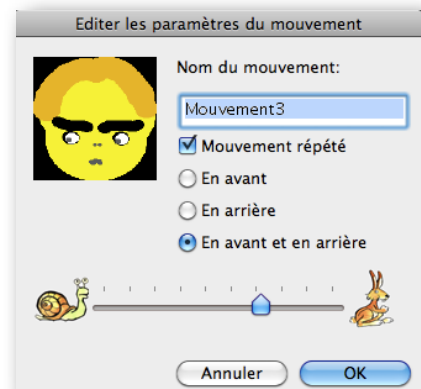 Editer les paramètres du mouvement
Nom du mouvement:
Mouvement3
Mouvement répété
En avant
En arrière
En avant et en arrière
Annuler
OK